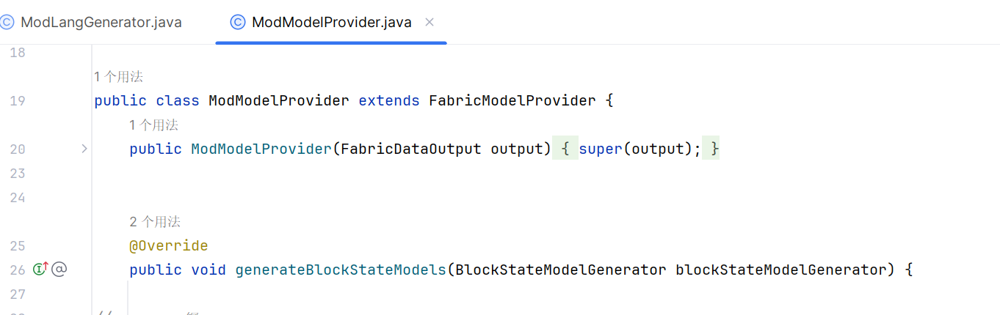 ModLangGenerator.java ModModelProvider.java
18
1 个用法
19 public class ModModelProvider extends FabricModelProvider {
1 个用法
20 public ModModelProvider(FabricDataOutput output) { super(output); }
23
24
2 个用法
25 @Override
26 public void generateBlockStateModels(BlockStateModelGenerator blockStateModelGenerator) {
27